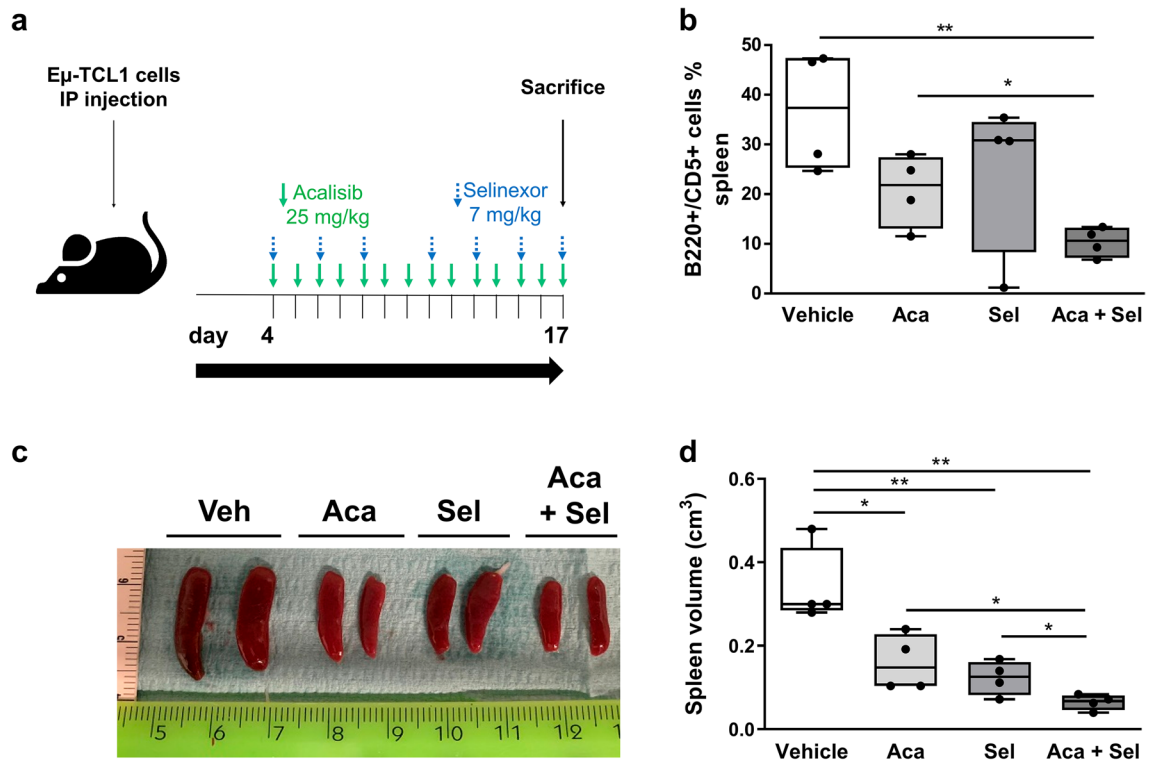 a
Eµ-TCL1 cells
IP injection
Sacrifice
Acalisib
25 mg/kg
Selinexor
7 mg/kg
day 4 17
b
B220+/CD5+ cells %
spleen
50
40
30
20
10
0
**
*
Vehicle Aca Sel Aca + Sel
c
Veh Aca Sel Aca
+ Sel
6
5
5 6 7 8 9 10 11 12 1
d
Spleen volume (cm³)
0.6
0.4
0.2
0.0
**
**
*
*
*
Vehicle Aca Sel Aca + Sel